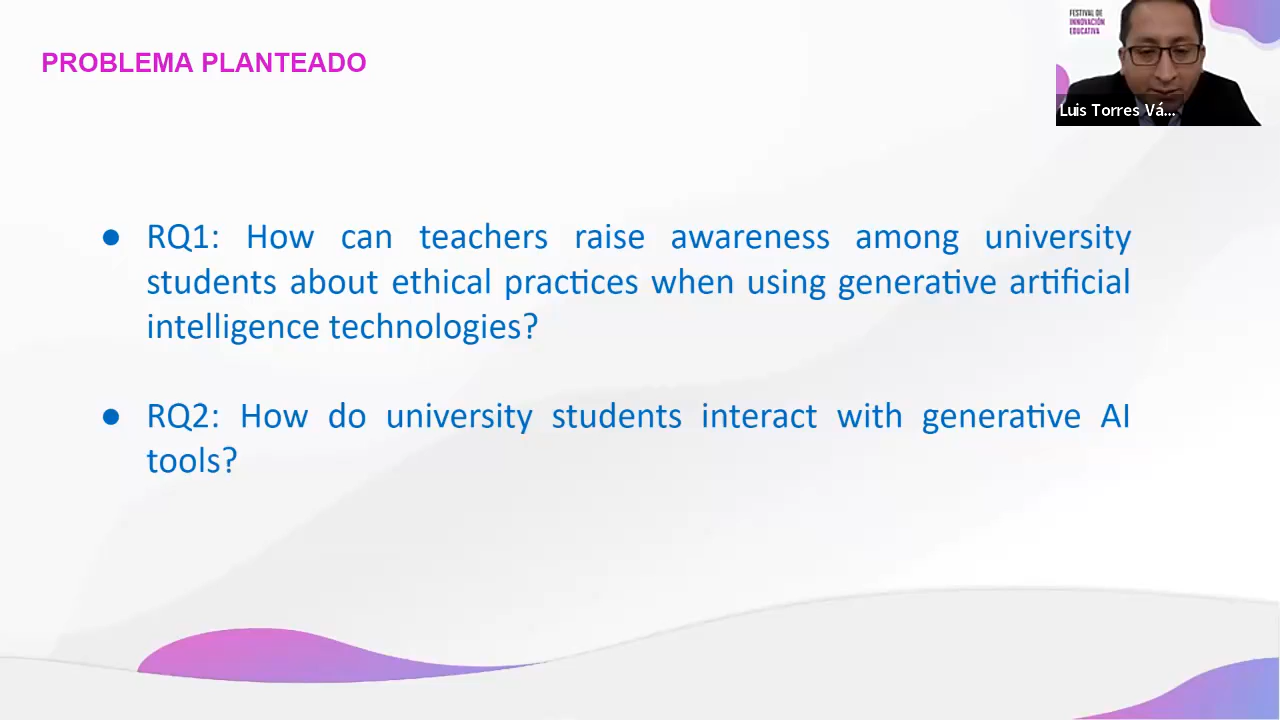 PROBLEMA PLANTEADO
FESTIVAL DE
INNOVACIÓN
EDUCATIVA
Luis Torres Vá...
● RQ1: How can teachers raise awareness among university
students about ethical practices when using generative artificial
intelligence technologies?
● RQ2: How do university students interact with generative AI
tools?